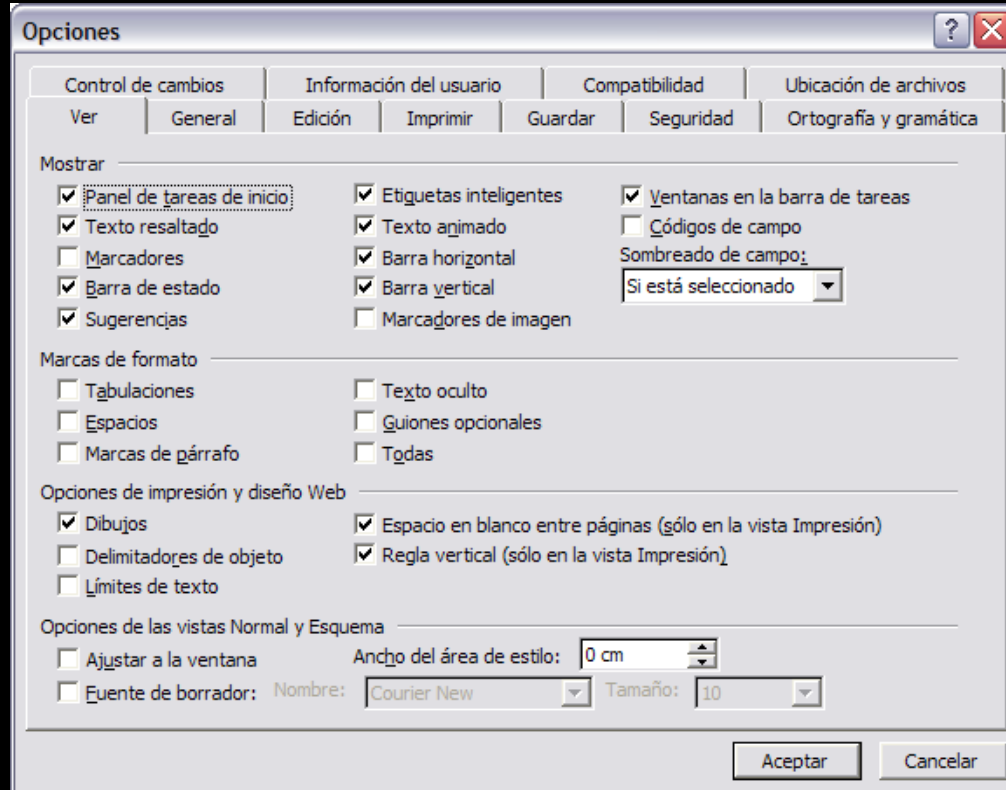 Opciones
Control de cambios Información del usuario Compatibilidad Ubicación de archivos
Ver General Edición Imprimir Guardar Seguridad Ortografía y gramática
Mostrar
Panel de tareas de inicio Etiquetas inteligentes Ventanas en la barra de tareas
Texto resaltado Texto animado Códigos de campo
Marcadores Barra horizontal Sombreado de campo:
Barra de estado Barra vertical Si está seleccionado
Sugerencias Marcadores de imagen
Marcas de formato
Tabulaciones Texto oculto
Espacios Guiones opcionales
Marcas de párrafo Todas
Opciones de impresión y diseño Web
Dibujos Espacio en blanco entre páginas (sólo en la vista Impresión)
Delimitadores de objeto Regla vertical (sólo en la vista Impresión)
Límites de texto
Opciones de las vistas Normal y Esquema
Ajustar a la ventana Ancho del área de estilo: 0 cm
Fuente de borrador: Nombre: Courier New Tamaño: 10
Aceptar Cancelar